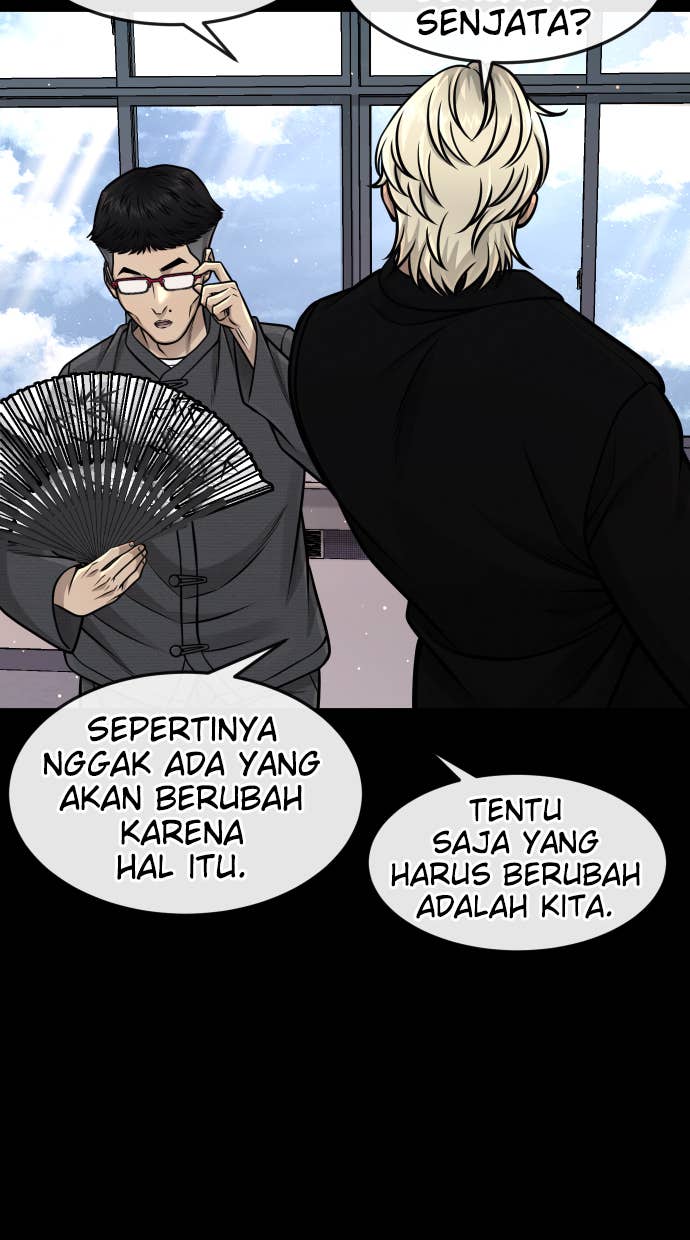 SENJATA?
SEPERTINYA
NGGAK ADA YANG
AKAN BERUBAH
KARENA
HAL ITU.
TENTU
SAJA YANG
HARUS BERUBAH
ADALAH KITA.